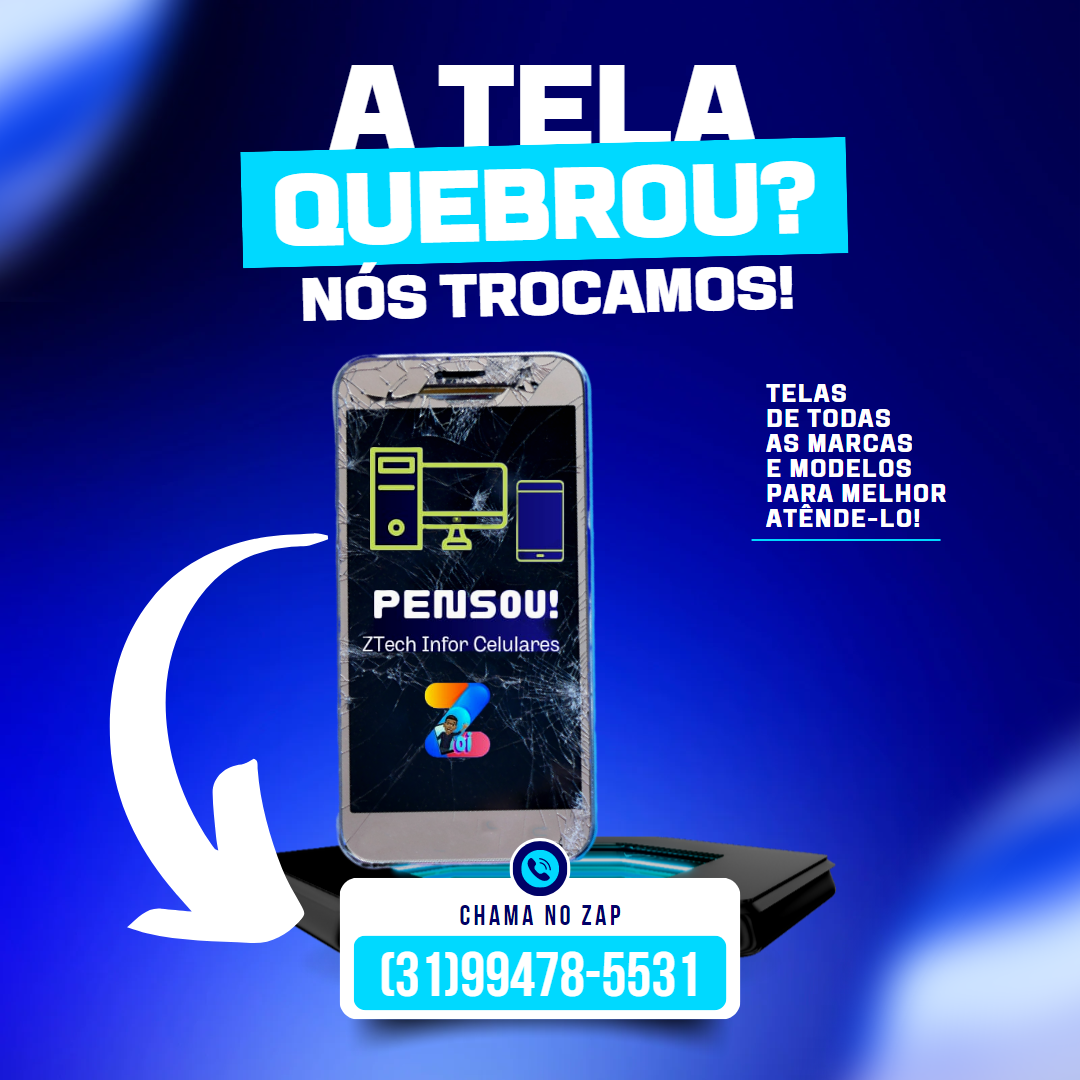 A TELA
QUEBROU?
NÓS TROCAMOS!
TELAS
DE TODAS
AS MARCAS
E MODELOS
PARA MELHOR
ATÊNDE-LO!
PENSOU!
ZTech Infor Celulares
Z
di
CHAMA NO ZAP
(31)99478-5531